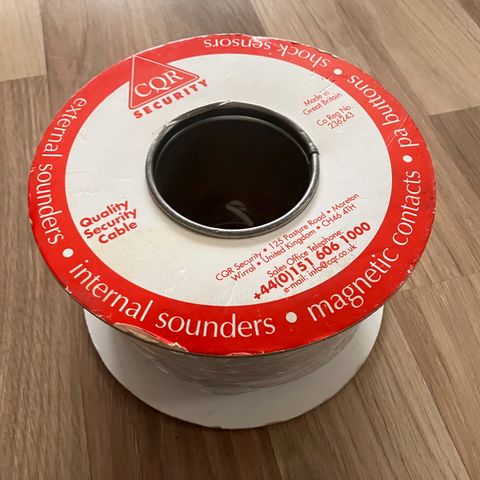 CQR
SECURITY
Made in
Great Britain
Co Reg No.
236243
Quality
Security
Cable
CQR Security • 125 Pasture Road • Moreton
Wirral • United Kingdom • CH46 4TH
Sales Office Telephone:
+44(0)151 606 1000
e-mail: info@cqr.co.uk
external sounders • internal sounders • magnetic contacts • pa buttons • shock sensors